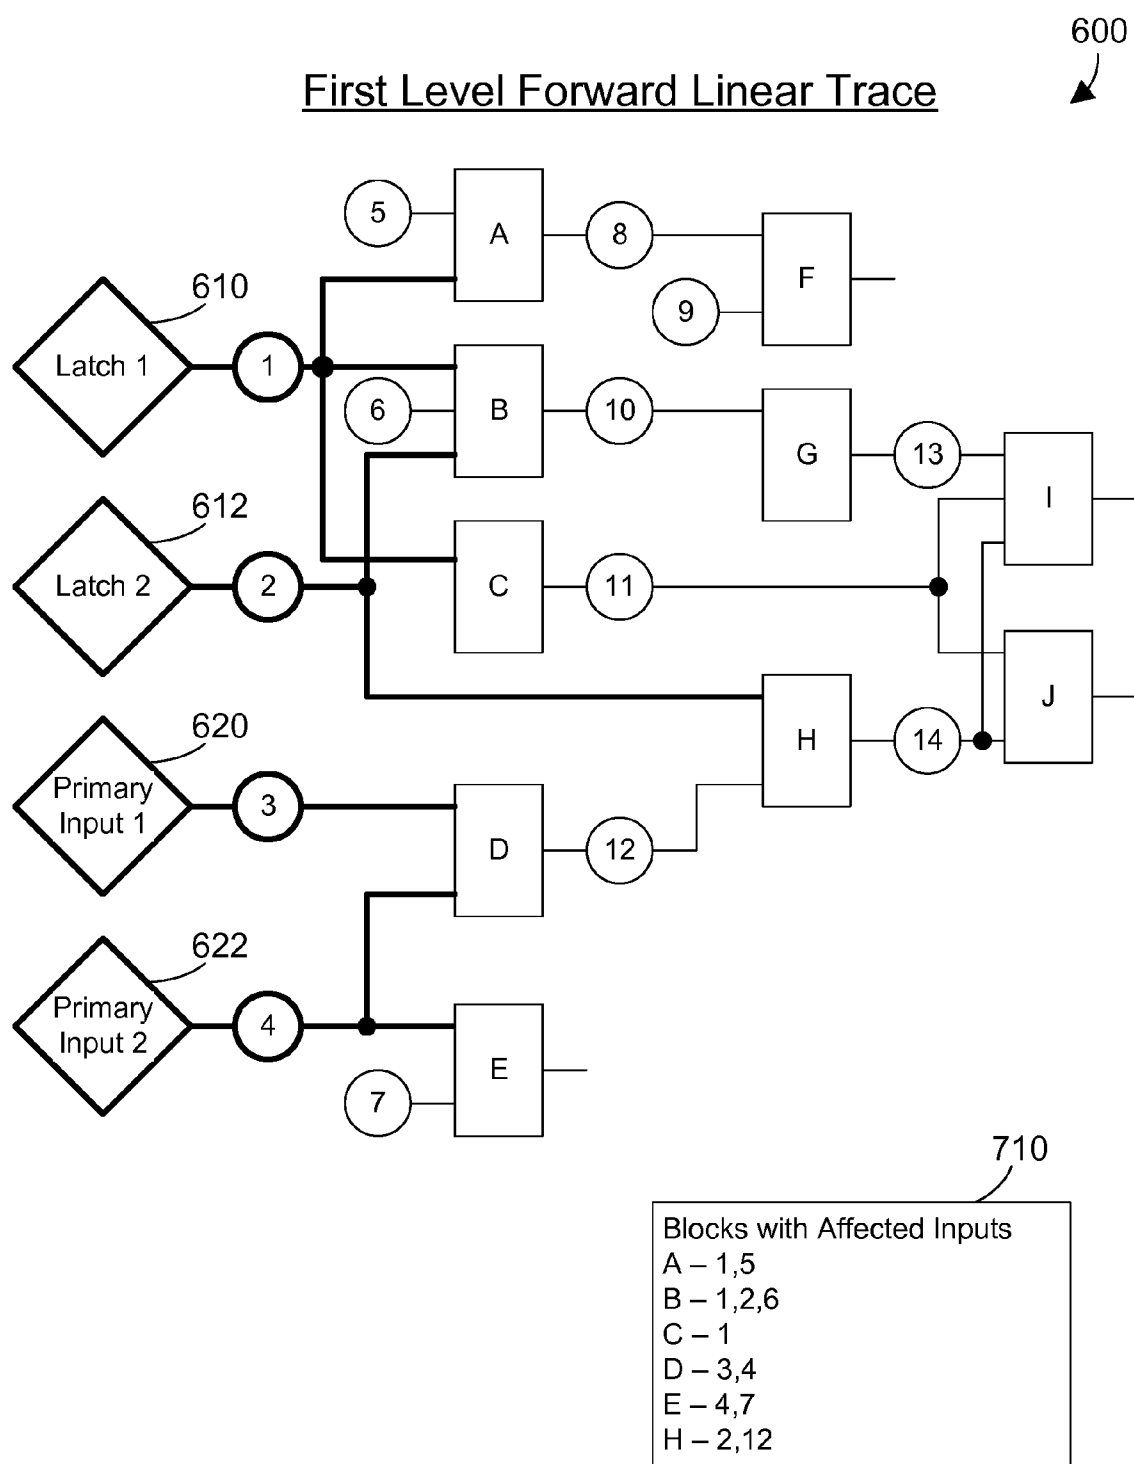 600
First Level Forward Linear Trace
5
A
8
F
9
610
Latch 1
1
6
B
10
G
13
I
612
Latch 2
2
C
11
J
620
Primary
Input 1
3
H
14
D
12
622
Primary
Input 2
4
E
7
710
Blocks with Affected Inputs
A – 1,5
B – 1,2,6
C – 1
D – 3,4
E – 4,7
H – 2,12